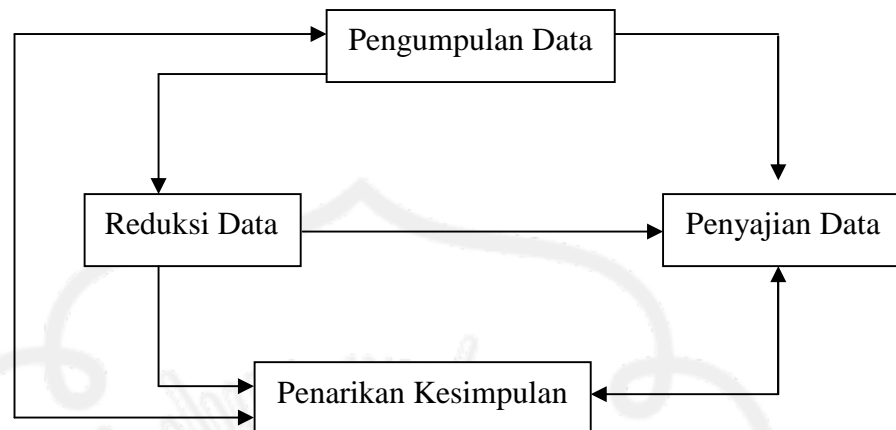 Pengumpulan Data
Reduksi Data
Penyajian Data
Penarikan Kesimpulan